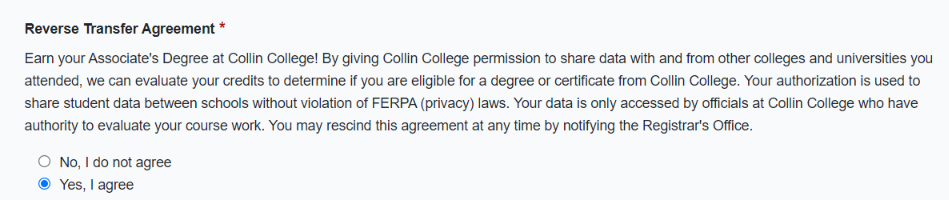 Reverse Transfer Agreement *
Earn your Associate's Degree at Collin College! By giving Collin College permission to share data with and from other colleges and universities you
attended, we can evaluate your credits to determine if you are eligible for a degree or certificate from Collin College. Your authorization is used to
share student data between schools without violation of FERPA (privacy) laws. Your data is only accessed by officials at Collin College who have
authority to evaluate your course work. You may rescind this agreement at any time by notifying the Registrar's Office.
No, I do not agree
Yes, I agree